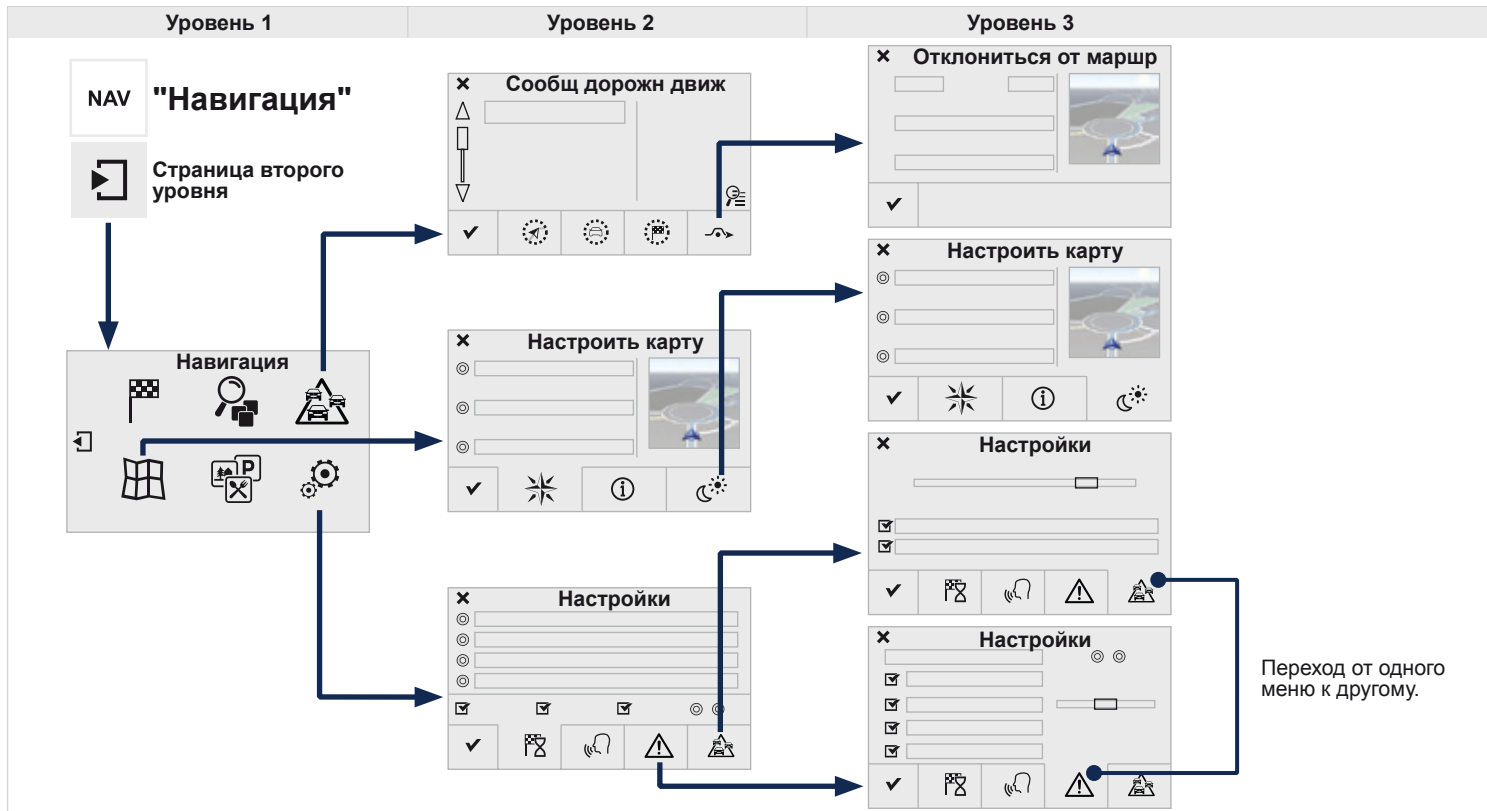 Уровень 1
Уровень 2
Уровень 3
NAV
"Навигация"
Страница второго
уровня
Навигация
P
Сообщ дорожн движ
Настроить карту
Настройки
Отклониться от маршр
Настроить карту
Настройки
Настройки
Переход от одного
меню к другому.